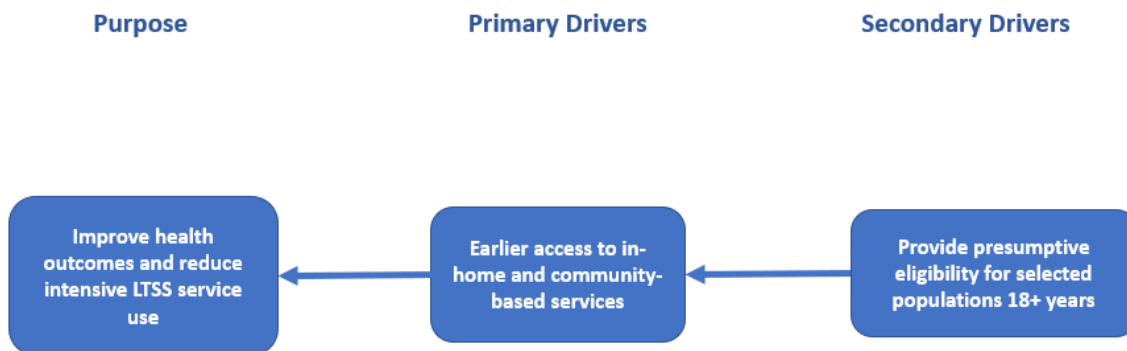 Purpose
Primary Drivers
Secondary Drivers
Improve health
outcomes and reduce
intensive LTSS service
use
Earlier access to in-
home and community-
based services
Provide presumptive
eligibility for selected
populations 18+ years